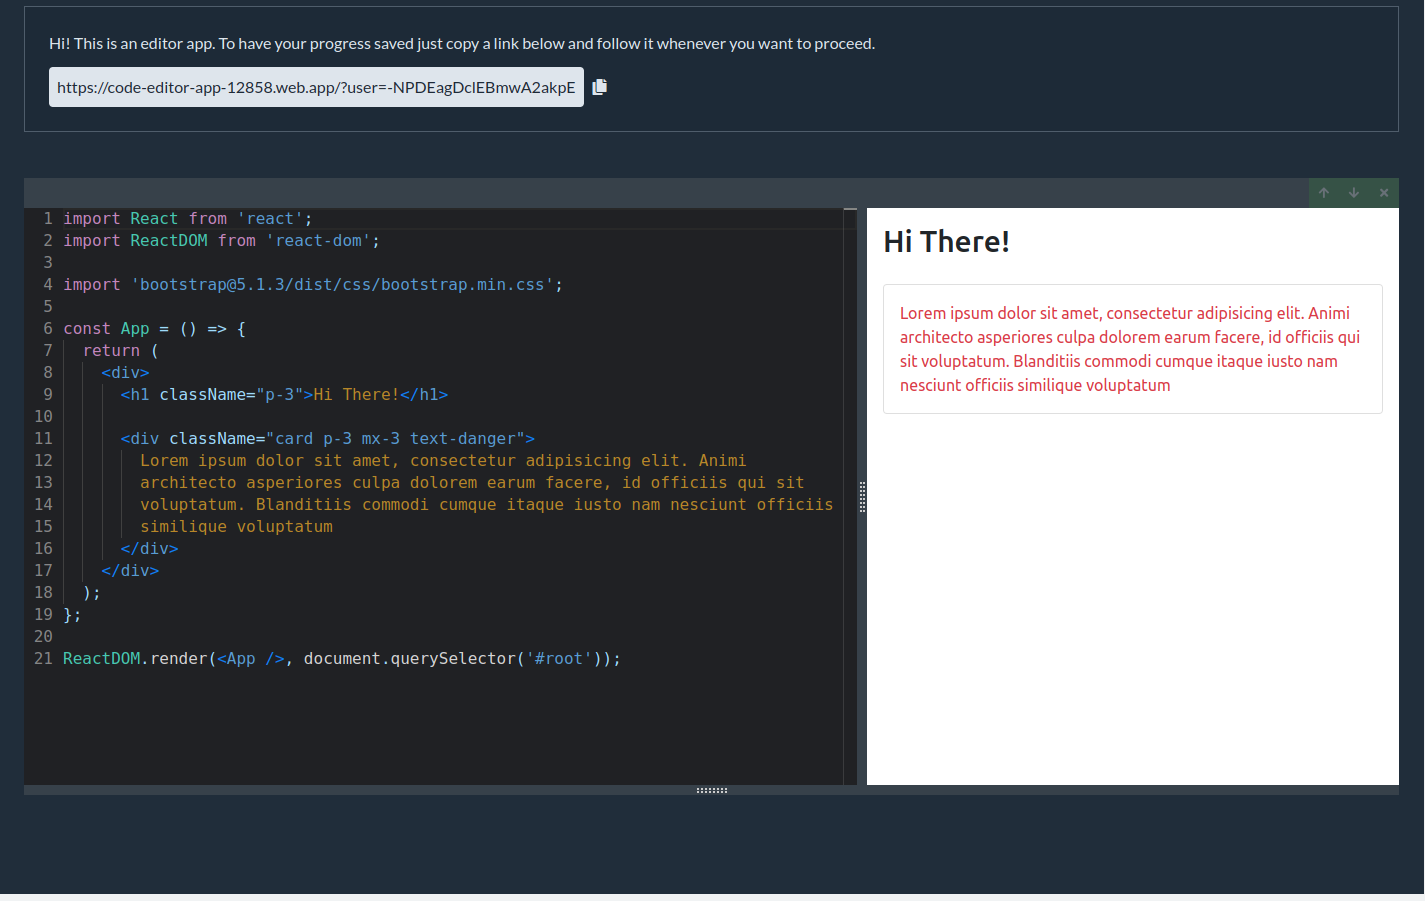 Hi! This is an editor app. To have your progress saved just copy a link below and follow it whenever you want to proceed.
https://code-editor-app-12858.web.app/?user=-NPDEagDclEBmwA2akpE
1 import React from 'react';
2 import ReactDOM from 'react-dom';
3
4 import 'bootstrap@5.1.3/dist/css/bootstrap.min.css';
5
6 const App = () => {
7   return (
8     <div>
9       <h1 className="p-3">Hi There!</h1>
10
11       <div className="card p-3 mx-3 text-danger">
12         Lorem ipsum dolor sit amet, consectetur adipisicing elit. Animi
13         architecto asperiores culpa dolorem earum facere, id officiis qui sit
14         voluptatum. Blanditiis commodi cumque itaque iusto nam nesciunt officiis
15         similique voluptatum
16       </div>
17     </div>
18   );
19 };
20
21 ReactDOM.render(<App />, document.querySelector('#root'));
Hi There!
Lorem ipsum dolor sit amet, consectetur adipisicing elit. Animi
architecto asperiores culpa dolorem earum facere, id officiis qui
sit voluptatum. Blanditiis commodi cumque itaque iusto nam
nesciunt officiis similique voluptatum